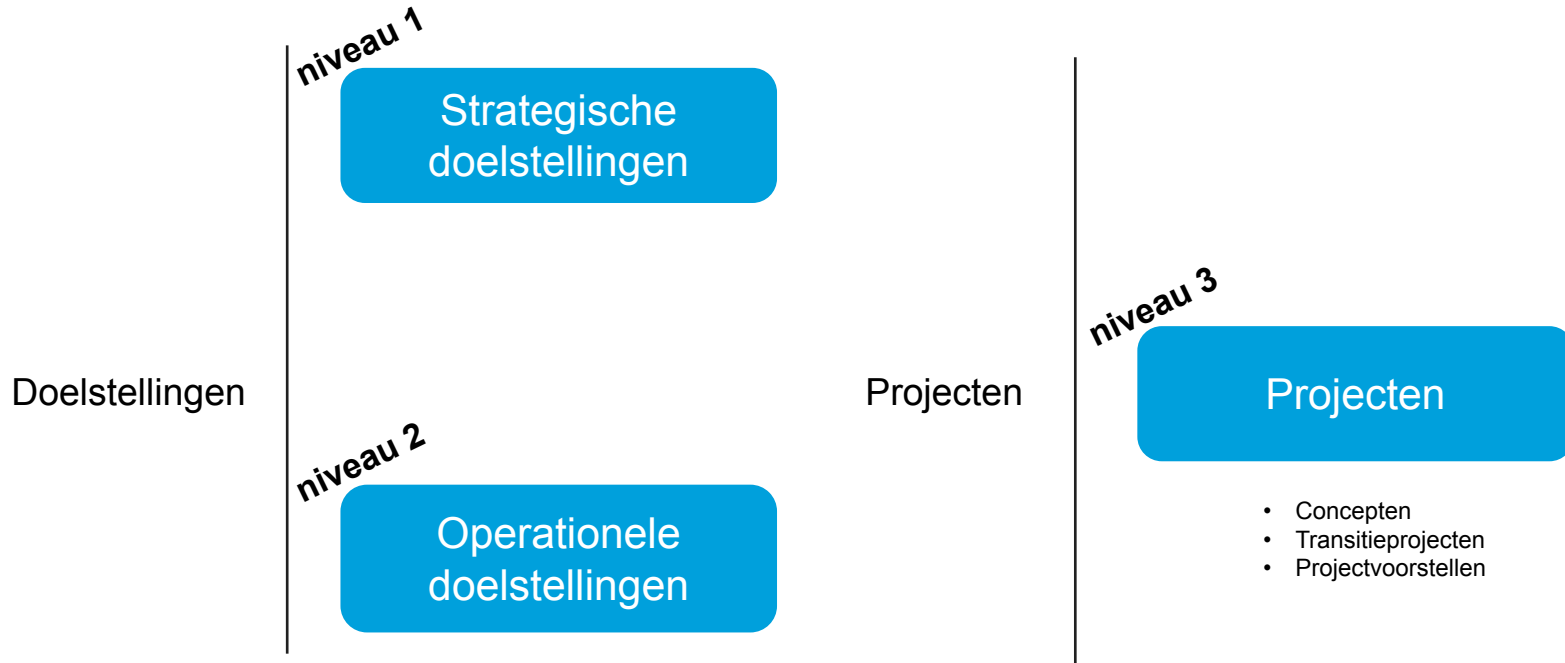 niveau 1
Strategische
doelstellingen
Doelstellingen
niveau 2
Operationele
doelstellingen
Projecten
niveau 3
Projecten
• Concepten
• Transitieprojecten
• Projectvoorstellen